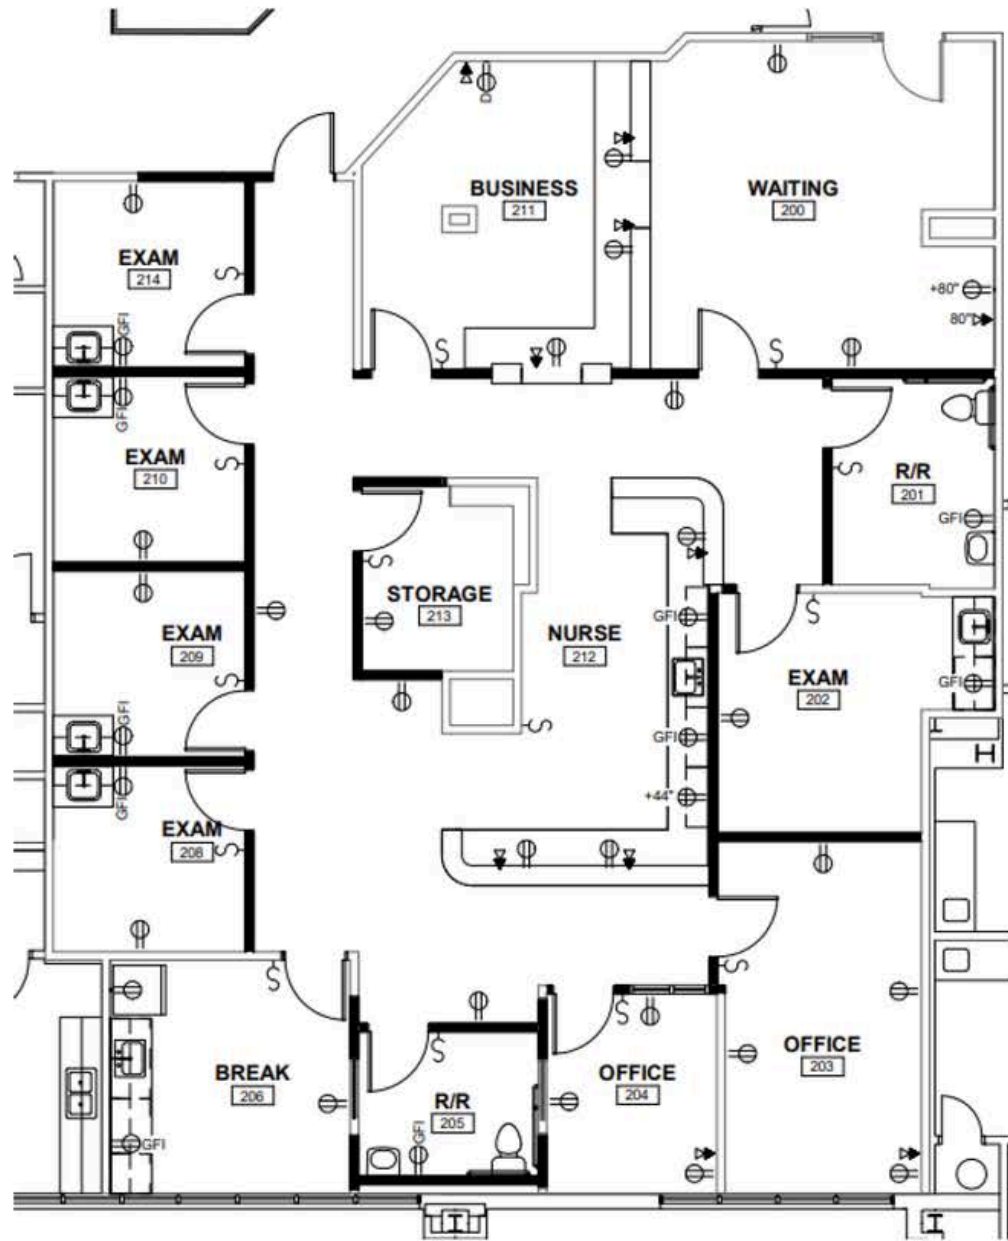 D
BUSINESS
211
WAITING
200
EXAM
214
S
+80"
80"
GFI
S
S
GFI
EXAM
210
S
S
R/R
201
GFI
S
STORAGE
213
NURSE
212
GFI
S
EXAM
209
S
EXAM
202
GFI
GFI
S
GFI
+44"
GFI
EXAM
208
S
S
S
S
BREAK
206
GFI
S
R/R
205
GFI
OFFICE
204
OFFICE
203